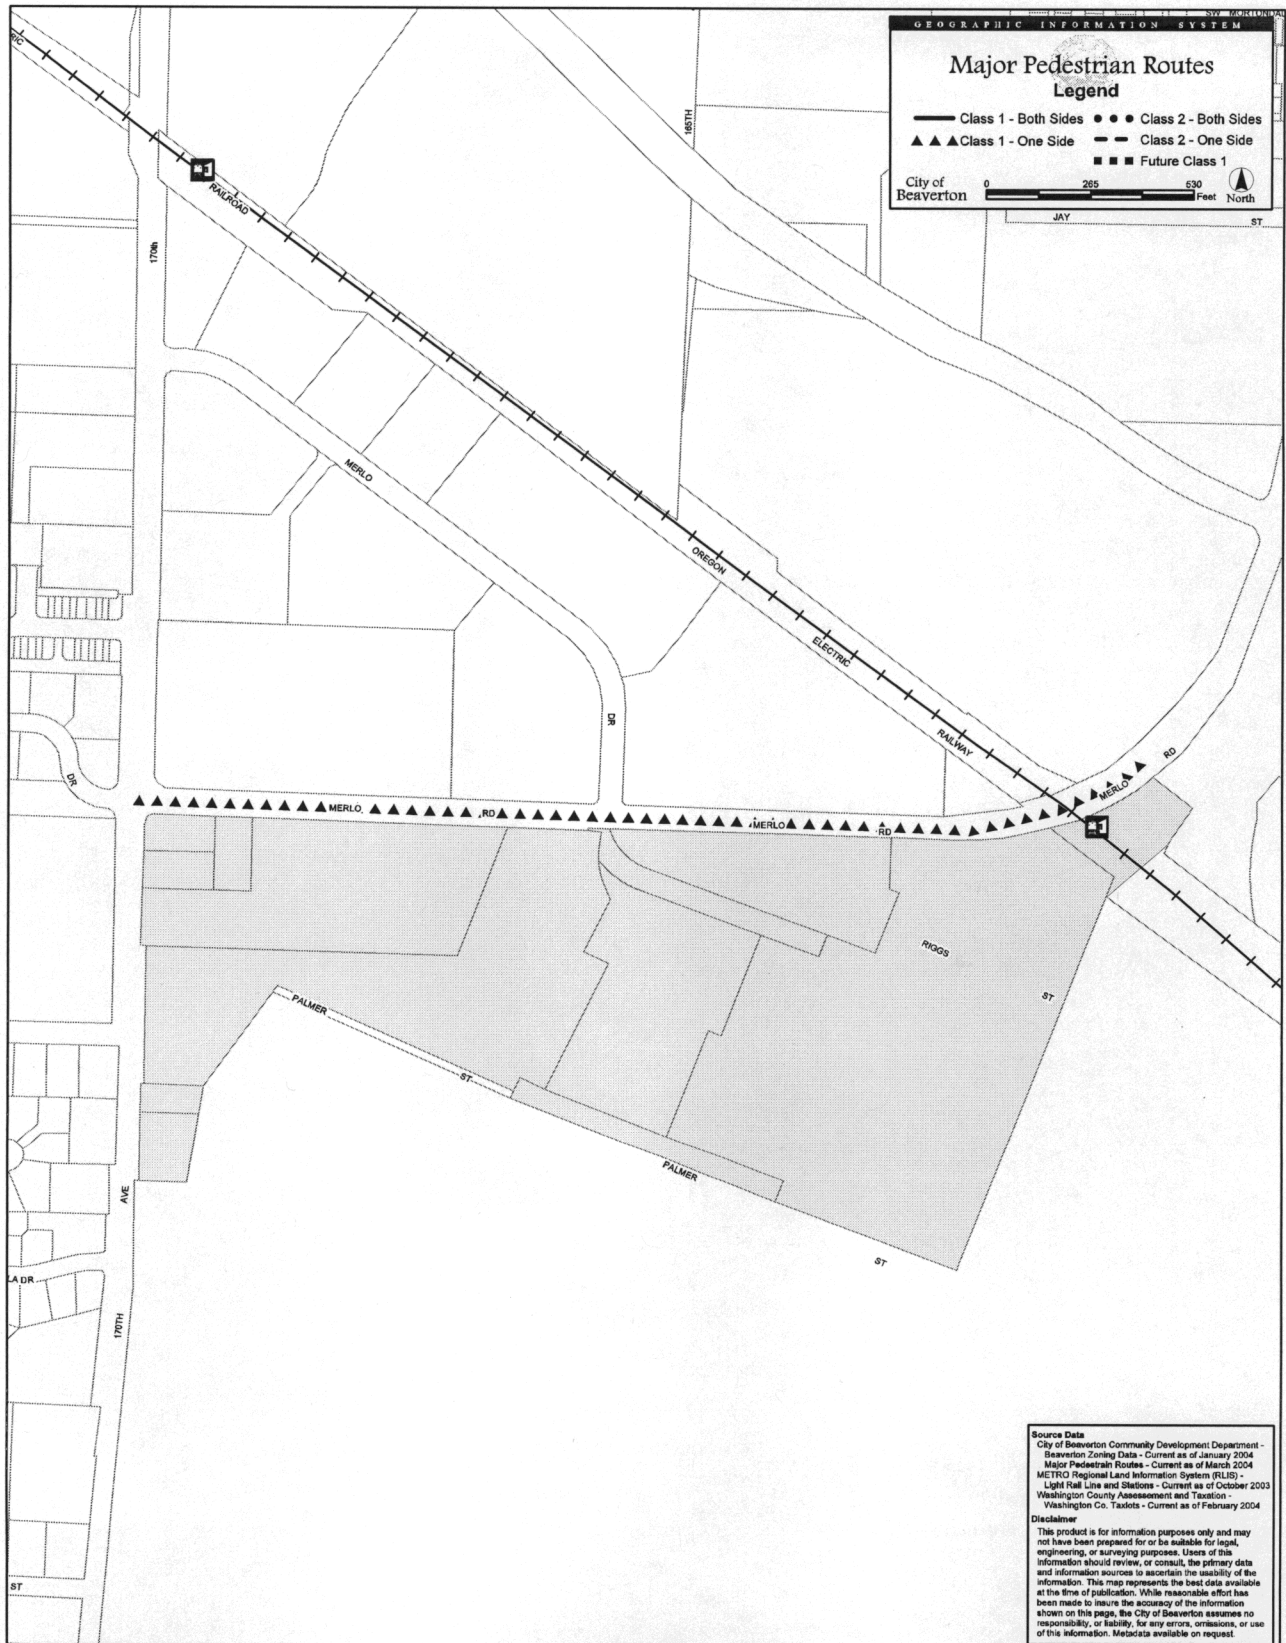 SW MORTONDA
GEOGRAPHIC INFORMATION SYSTEM
Major Pedestrian Routes
Legend
Class 1 - Both Sides
Class 2 - Both Sides
Class 1 - One Side
Class 2 - One Side
Future Class 1
City of
Beaverton
0 265 530
Feet
North
RIC
165TH
JAY ST
RAILROAD
170th
MERLO
OREGON
ELECTRIC
DR
RAILWAY
RD
DR
MERLO
MERLO
RD
MERLO
RD
RIGGS
ST
PALMER
ST
PALMER
AVE
ST
LA DR
170TH
ST
Source Data
City of Beaverton Community Development Department -
Beaverton Zoning Data - Current as of January 2004
Major Pedestrain Routes - Current as of March 2004
METRO Regional Land Information System (RLIS) -
Light Rail Line and Stations - Current as of October 2003
Washington County Assessement and Taxation -
Washington Co. Taxlots - Current as of February 2004
Disclaimer
This product is for information purposes only and may
not have been prepared for or be suitable for legal,
engineering, or surveying purposes. Users of this
information should review, or consult, the primary data
and information sources to ascertain the usability of the
information. This map represents the best data available
at the time of publication. While reasonable effort has
been made to insure the accuracy of the information
shown on this page, the City of Beaverton assumes no
responsibility, or liability, for any errors, omissions, or use
of this information. Metadata available on request.